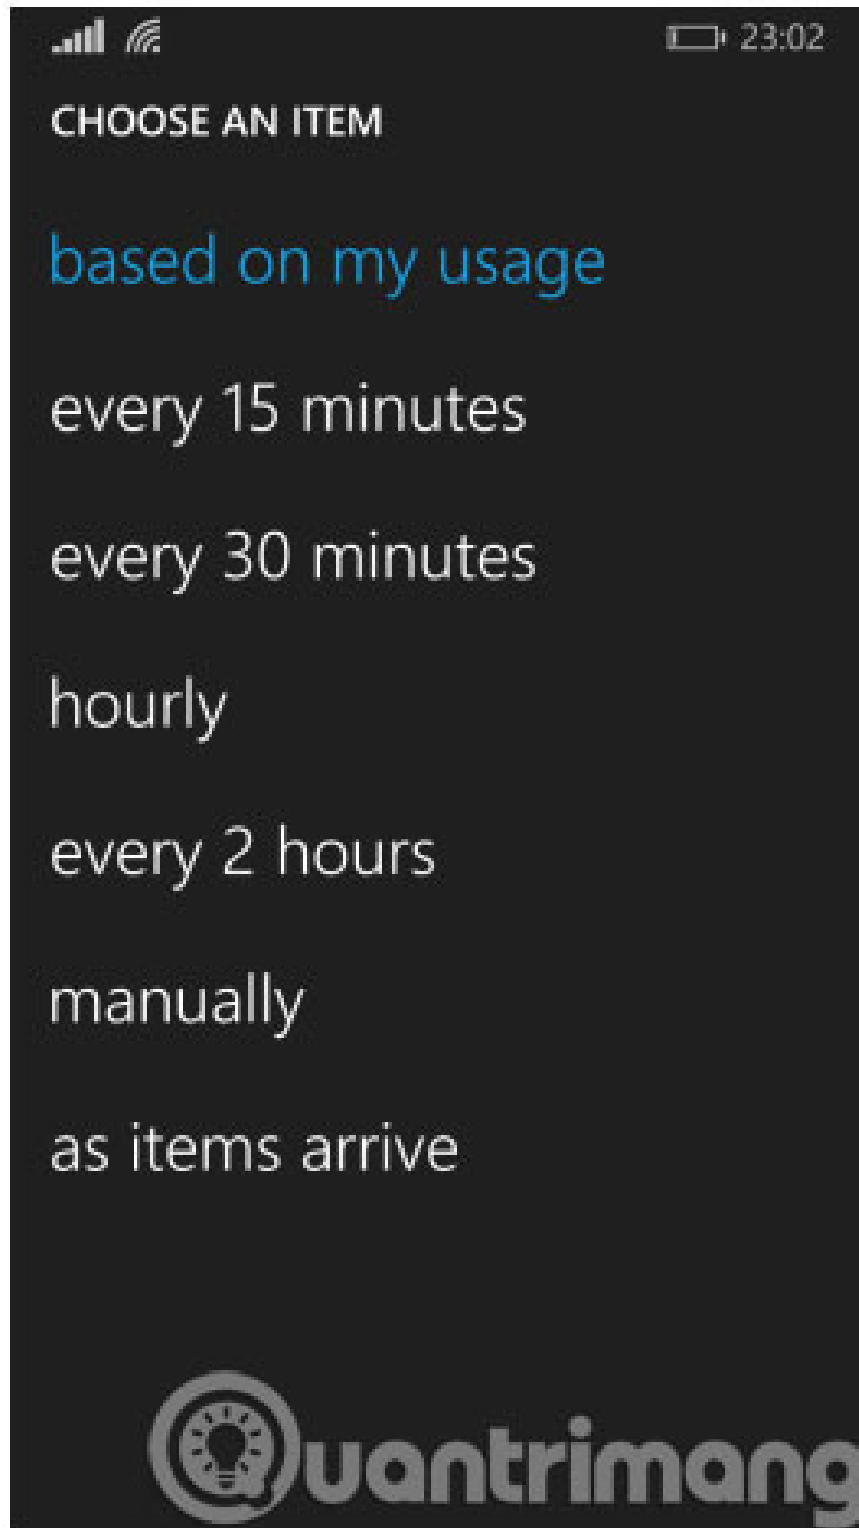 23:02
CHOOSE AN ITEM
based on my usage
every 15 minutes
every 30 minutes
hourly
every 2 hours
manually
as items arrive
Quantrimang